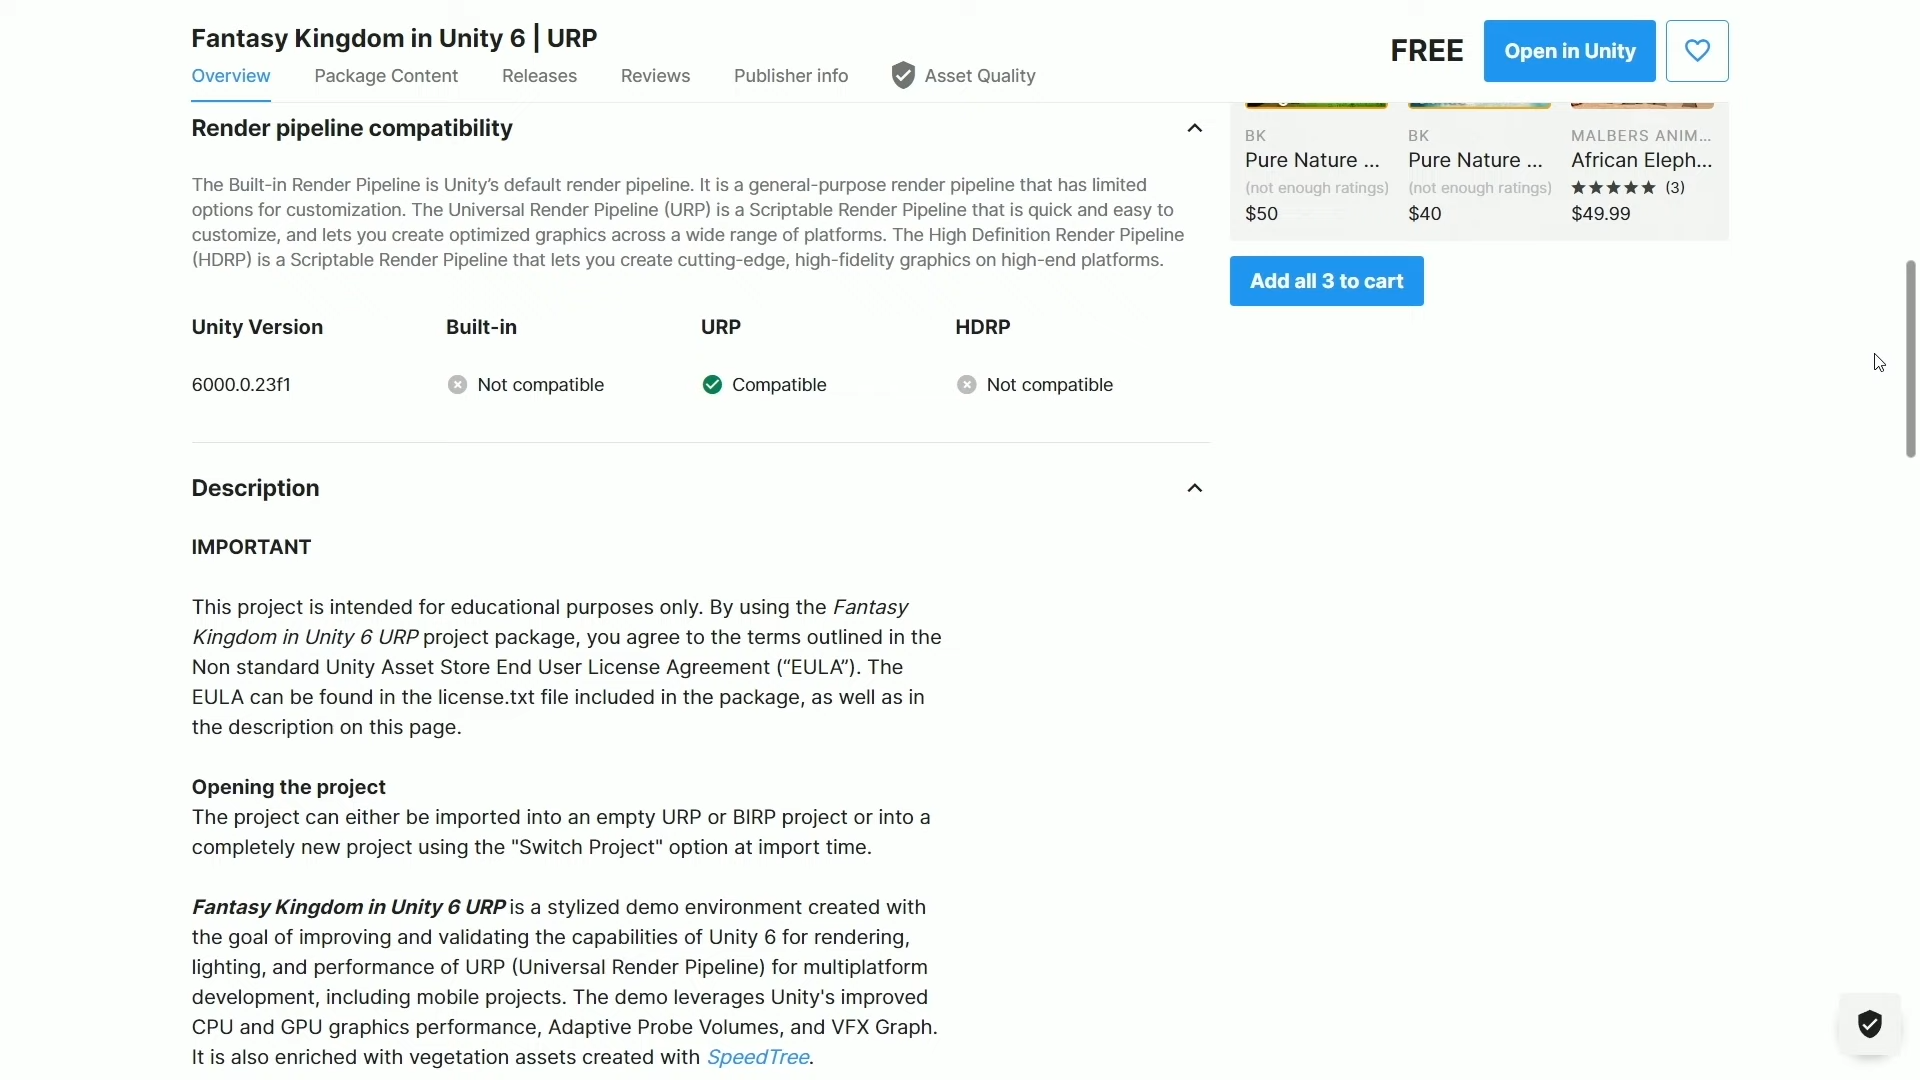 Fantasy Kingdom in Unity 6 | URP
FREE
Open in Unity
Overview
Package Content
Releases
Reviews
Publisher info
Asset Quality
Render pipeline compatibility
The Built-in Render Pipeline is Unity’s default render pipeline. It is a general-purpose render pipeline that has limited
options for customization. The Universal Render Pipeline (URP) is a Scriptable Render Pipeline that is quick and easy to
customize, and lets you create optimized graphics across a wide range of platforms. The High Definition Render Pipeline
(HDRP) is a Scriptable Render Pipeline that lets you create cutting-edge, high-fidelity graphics on high-end platforms.
Unity Version
Built-in
URP
HDRP
6000.0.23f1
Not compatible
Compatible
Not compatible
Description
IMPORTANT
This project is intended for educational purposes only. By using the Fantasy
Kingdom in Unity 6 URP project package, you agree to the terms outlined in the
Non standard Unity Asset Store End User License Agreement (“EULA”). The
EULA can be found in the license.txt file included in the package, as well as in
the description on this page.
Opening the project
The project can either be imported into an empty URP or BIRP project or into a
completely new project using the "Switch Project" option at import time.
Fantasy Kingdom in Unity 6 URP is a stylized demo environment created with
the goal of improving and validating the capabilities of Unity 6 for rendering,
lighting, and performance of URP (Universal Render Pipeline) for multiplatform
development, including mobile projects. The demo leverages Unity's improved
CPU and GPU graphics performance, Adaptive Probe Volumes, and VFX Graph.
It is also enriched with vegetation assets created with SpeedTree.
BK
Pure Nature ...
(not enough ratings)
$50
BK
Pure Nature ...
(not enough ratings)
$40
MALBERS ANIM...
African Eleph...
(3)
$49.99
Add all 3 to cart